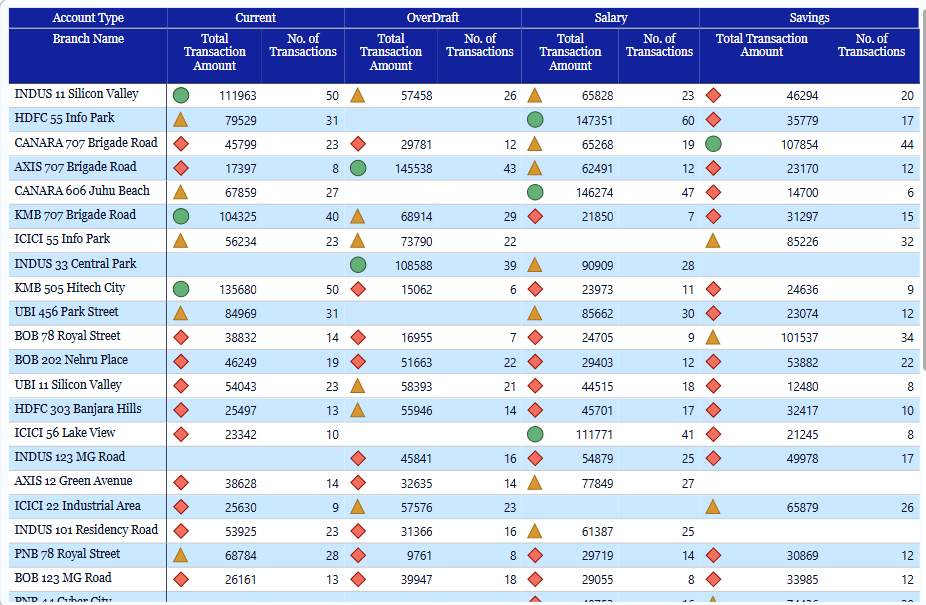 Account Type Current OverDraft Salary Savings
Branch Name Total Transaction Amount No. of Transactions Total Transaction Amount No. of Transactions Total Transaction Amount No. of Transactions Total Transaction Amount No. of Transactions
INDUS 11 Silicon Valley 111963 50 57458 26 65828 23 46294 20
HDFC 55 Info Park 79529 31 147351 60 35779 17
CANARA 707 Brigade Road 45799 23 29781 12 65268 19 107854 44
AXIS 707 Brigade Road 17397 8 145538 43 62491 12 23170 12
CANARA 606 Juhu Beach 67859 27 146274 47 14700 6
KMB 707 Brigade Road 104325 40 68914 29 21850 7 31297 15
ICICI 55 Info Park 56234 23 73790 22 85226 32
INDUS 33 Central Park 108588 39 90909 28
KMB 505 Hitech City 135680 50 15062 6 23973 11 24636 9
UBI 456 Park Street 84969 31 85662 30 23074 12
BOB 78 Royal Street 38832 14 16955 7 24705 9 101537 34
BOB 202 Nehru Place 46249 19 51663 22 29403 12 53882 22
UBI 11 Silicon Valley 54043 23 58393 21 44515 18 12480 8
HDFC 303 Banjara Hills 25497 13 55946 14 45701 17 32417 10
ICICI 56 Lake View 23342 10 111771 41 21245 8
INDUS 123 MG Road 45841 16 54879 25 49978 17
AXIS 12 Green Avenue 38628 14 32635 14 77849 27
ICICI 22 Industrial Area 25630 9 57576 23 65879 26
INDUS 101 Residency Road 53925 23 31366 16 61387 25
PNB 78 Royal Street 68784 28 9761 8 29719 14 30869 12
BOB 123 MG Road 26161 13 39947 18 29055 8 33985 12
PNB 44 Cyber City